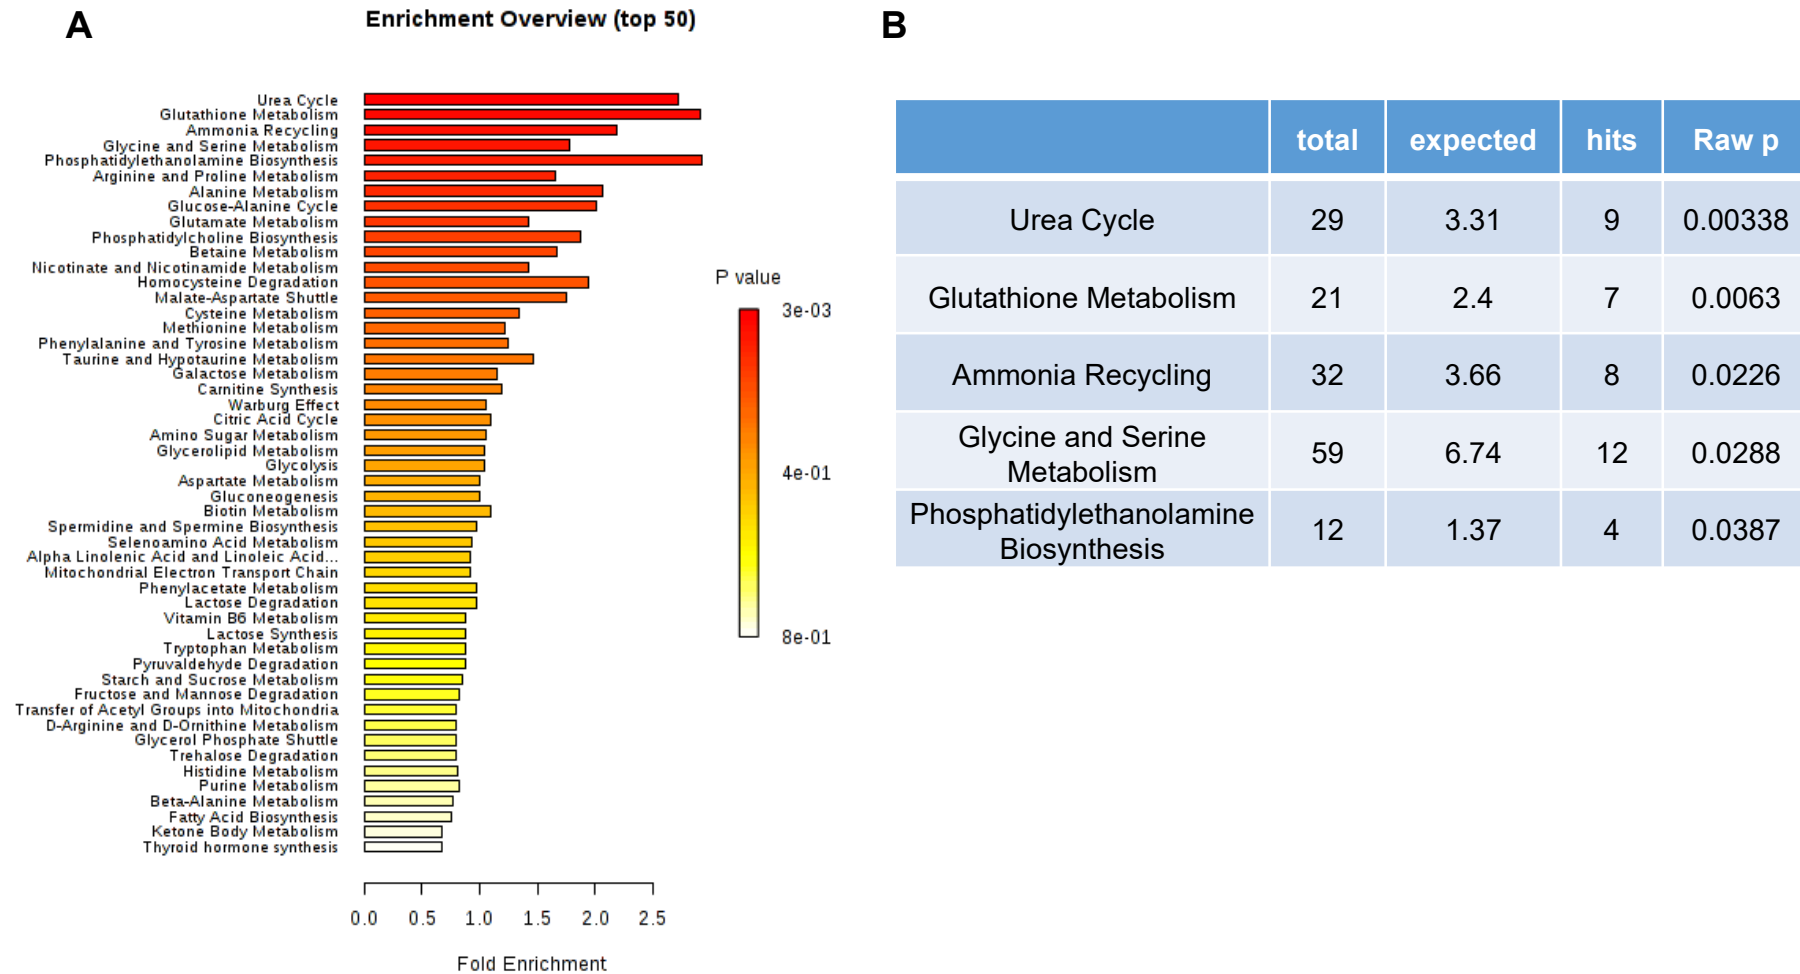 A
Enrichment Overview (top 50)
Urea Cycle
Glutathione Metabolism
Ammonia Recycling
Glycine and Serine Metabolism
Phosphatidylethanolamine Biosynthesis
Arginine and Proline Metabolism
Alanine Metabolism
Glucose-Alanine Cycle
Glutamate Metabolism
Phosphatidylcholine Biosynthesis
Betaine Metabolism
Nicotinate and Nicotinamide Metabolism
Homocysteine Degradation
Malate-Aspartate Shuttle
Cysteine Metabolism
Methionine Metabolism
Phenylalanine and Tyrosine Metabolism
Taurine and Hypotaurine Metabolism
Galactose Metabolism
Carnitine Synthesis
Warburg Effect
Citric Acid Cycle
Amino Sugar Metabolism
Glycerolipid Metabolism
Glycolysis
Aspartate Metabolism
Gluconeogenesis
Biotin Metabolism
Spermidine and Spermine Biosynthesis
Selenoamino Acid Metabolism
Alpha Linolenic Acid and Linoleic Acid...
Mitochondrial Electron Transport Chain
Phenylacetate Metabolism
Lactose Degradation
Vitamin B6 Metabolism
Lactose Synthesis
Tryptophan Metabolism
Pyruvaldehyde Degradation
Starch and Sucrose Metabolism
Fructose and Mannose Degradation
Transfer of Acetyl Groups into Mitochondria
D-Arginine and D-Ornithine Metabolism
Glycerol Phosphate Shuttle
Trehalose Degradation
Histidine Metabolism
Purine Metabolism
Beta-Alanine Metabolism
Fatty Acid Biosynthesis
Ketone Body Metabolism
Thyroid hormone synthesis
0.0 0.5 1.0 1.5 2.0 2.5
Fold Enrichment
P value
3e-03
4e-01
8e-01
B
total expected hits Raw p
Urea Cycle 29 3.31 9 0.00338
Glutathione Metabolism 21 2.4 7 0.0063
Ammonia Recycling 32 3.66 8 0.0226
Glycine and Serine
Metabolism 59 6.74 12 0.0288
Phosphatidylethanolamine
Biosynthesis 12 1.37 4 0.0387